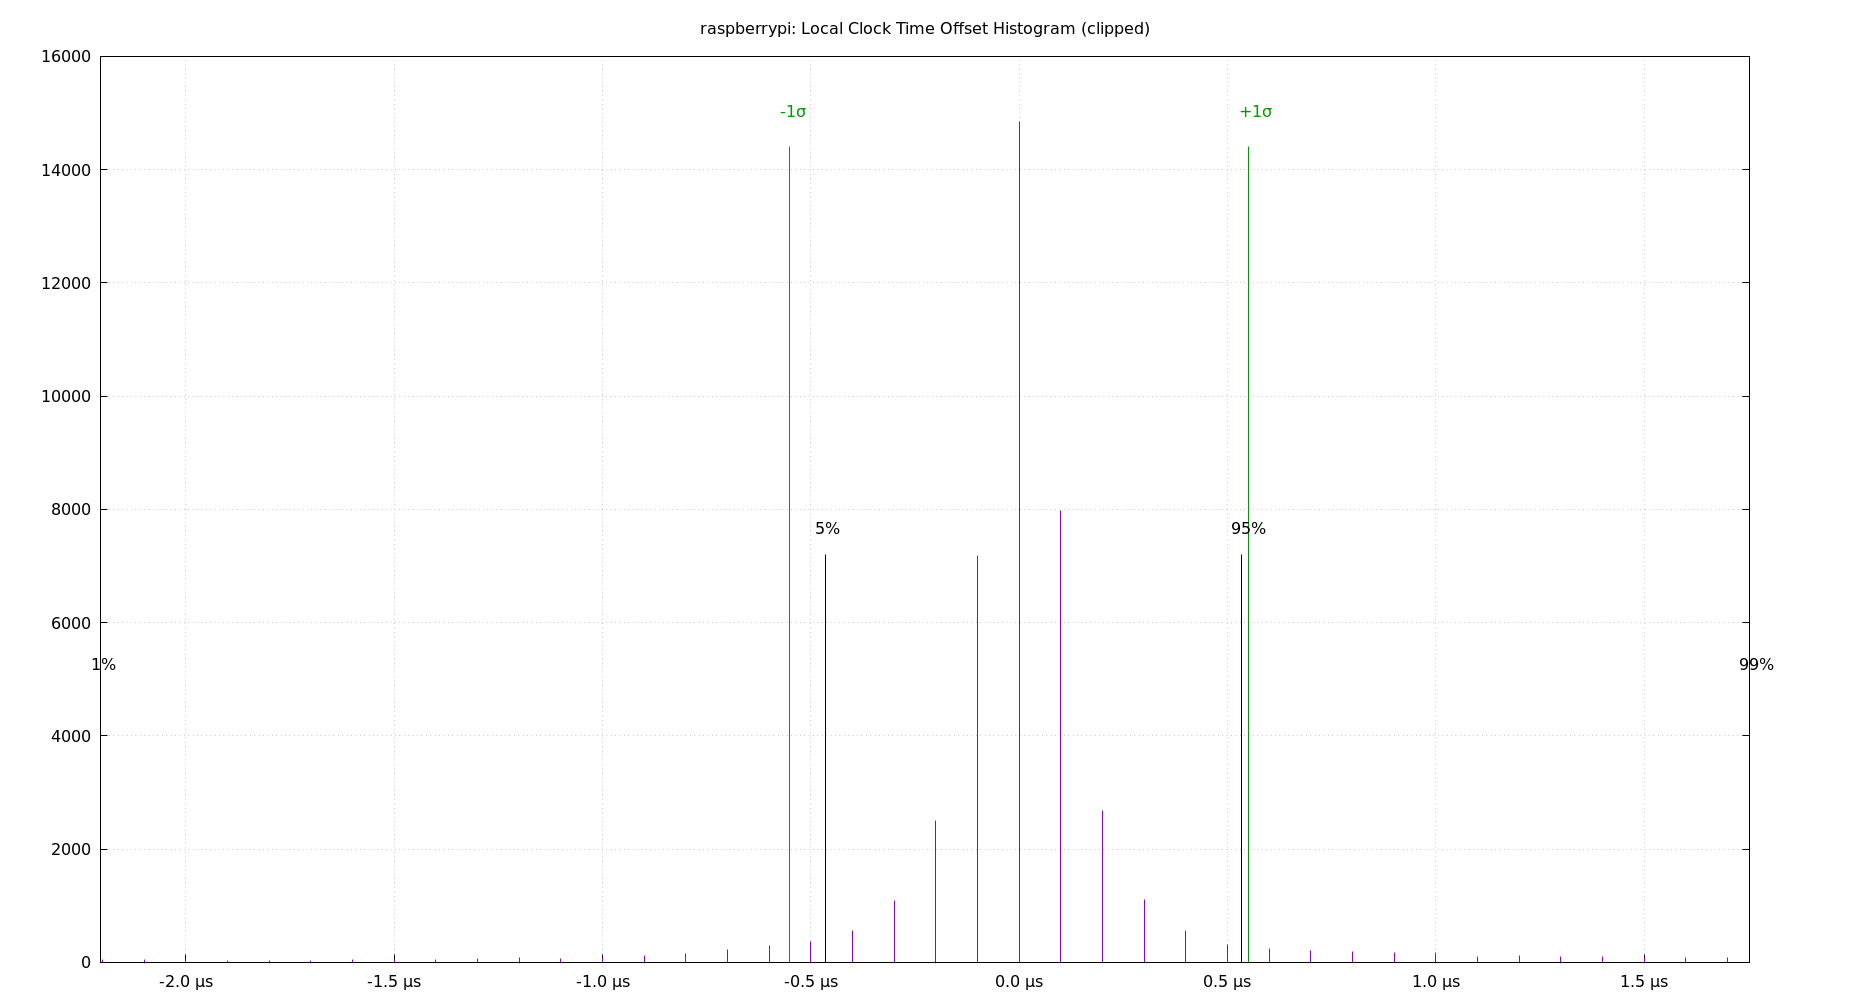 raspberrypi: Local Clock Time Offset Histogram (clipped)
16000
-1σ
+1σ
14000
12000
10000
8000
5%
95%
6000
1%
99%
4000
2000
0
-2.0 µs
-1.5 µs
-1.0 µs
-0.5 µs
0.0 µs
0.5 µs
1.0 µs
1.5 µs